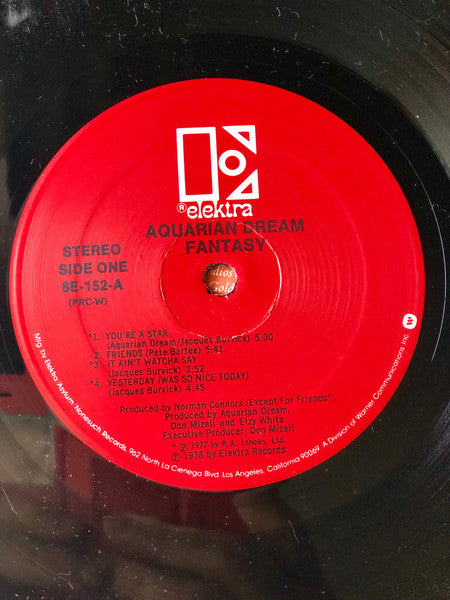 ® elektra
AQUARIAN DREAM
FANTASY
STEREO
SIDE ONE
6E-152-A
(PRC-W)
dios
Gold
*1. YOU'RE A STAR
(Aquarian Dream/Jacques Burvick) 5:30
2. FRIENDS (Pete Bartee) 5:41
*3. IT AIN'T WATCHA SAY
(Jacques Burvick) 3:52
*4. YESTERDAY (WAS SO NICE TODAY)
(Jacques Burvick) 4:45
Produced by Norman Connors (Except For Friends".
Produced by Aquarian Dream,
Don Mizell and Elzy White
Executive Producer: Don Mizell
* ℗ 1977 by R.A. Inbows, Ltd.
℗ 1978 by Elektra Records
Mfg by Elektra Asylum Nonesuch Records, 962 North La Cienega Blvd. Los Angeles, California 90069 A Division of Warner Communications Inc.